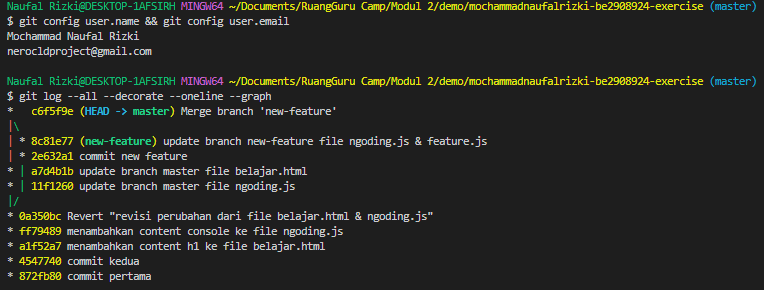 Naufal Rizki@DESKTOP-1AFSIRH MINGW64 ~/Documents/RuangGuru Camp/Modul 2/demo/mochammadnaufalrizki-be2908924-exercise (master)
$ git config user.name && git config user.email
Mochammad Naufal Rizki
nerocldproject@gmail.com

Naufal Rizki@DESKTOP-1AFSIRH MINGW64 ~/Documents/RuangGuru Camp/Modul 2/demo/mochammadnaufalrizki-be2908924-exercise (master)
$ git log --all --decorate --oneline --graph
*   c6f5f9e (HEAD -> master) Merge branch 'new-feature'
|\
| * 8c81e77 (new-feature) update branch new-feature file ngoding.js & feature.js
| * 2e632a1 commit new feature
* | a7d4b1b update branch master file belajar.html
* | 11f1260 update branch master file ngoding.js
|/
* 0a350bc Revert "revisi perubahan dari file belajar.html & ngoding.js"
* ff79489 menambahkan content console ke file ngoding.js
* a1f52a7 menambahkan content h1 ke file belajar.html
* 4547740 commit kedua
* 872fb80 commit pertama